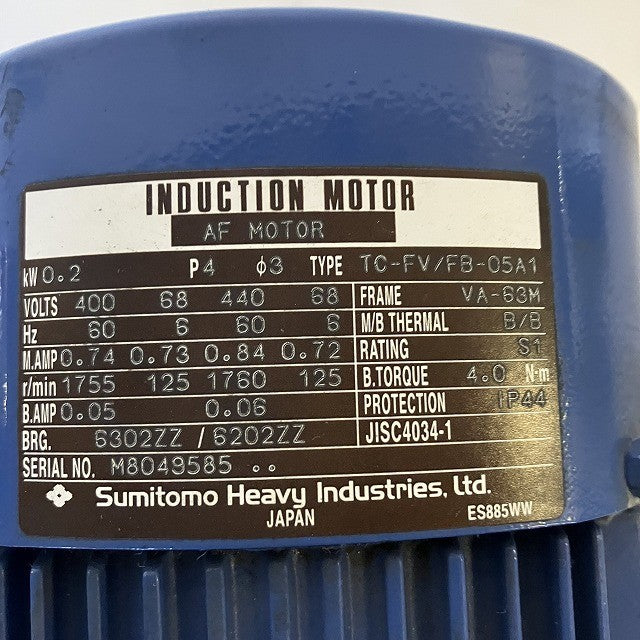 INDUCTION MOTOR
AF MOTOR
kW 0.2 P 4 φ 3 TYPE TC-FV/FB-05A1
VOLTS 400 68 440 68 FRAME VA-63M
Hz 60 6 60 6 M/B THERMAL B/B
M.AMP 0.74 0.73 0.84 0.72 RATING S1
r/min 1755 125 1760 125 B.TORQUE 4.0 N·m
B.AMP 0.05 0.06 PROTECTION IP44
BRG. 6302ZZ / 6202ZZ JISC4034-1
SERIAL NO. M8049585 ..
Sumitomo Heavy Industries, Ltd.
JAPAN ES885WW